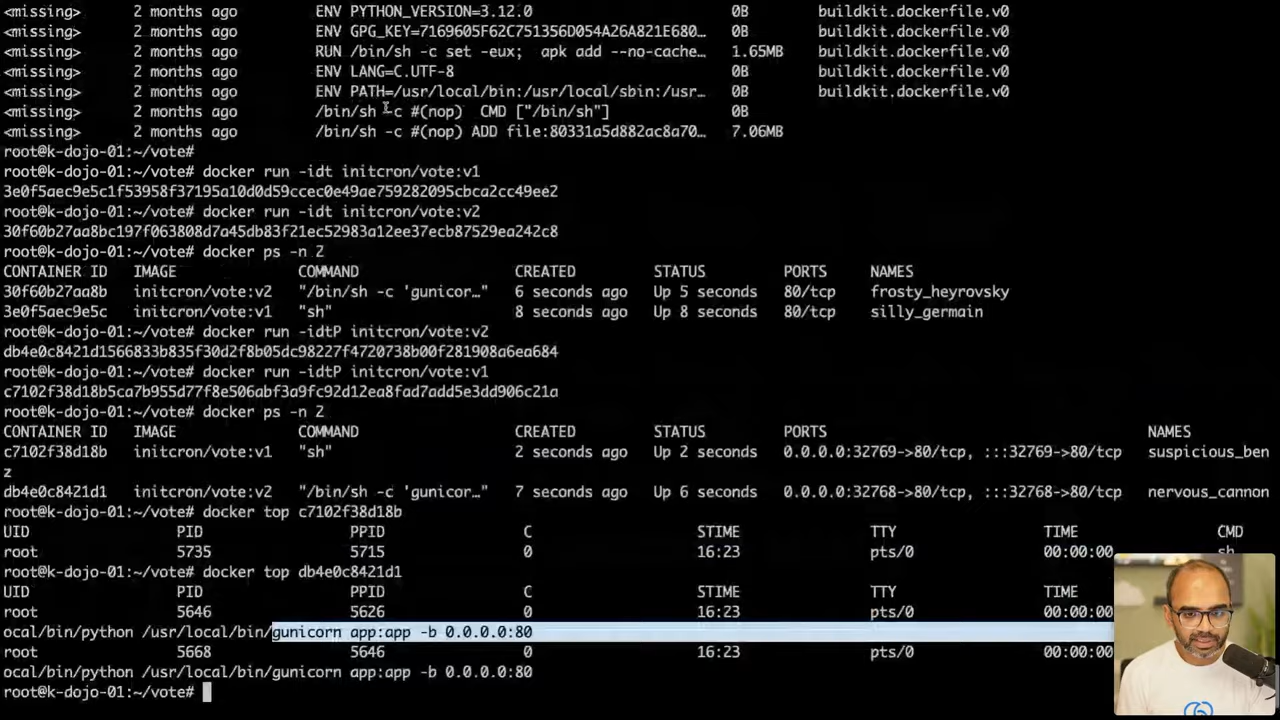 <missing> 2 months ago ENV PYTHON_VERSION=3.12.0 0B buildkit.dockerfile.v0
<missing> 2 months ago ENV GPG_KEY=7169605F62C751356D054A26A821E680… 0B buildkit.dockerfile.v0
<missing> 2 months ago RUN /bin/sh -c set -eux; apk add --no-cache… 1.65MB buildkit.dockerfile.v0
<missing> 2 months ago ENV LANG=C.UTF-8 0B buildkit.dockerfile.v0
<missing> 2 months ago ENV PATH=/usr/local/bin:/usr/local/sbin:/usr… 0B buildkit.dockerfile.v0
<missing> 2 months ago /bin/sh -c #(nop) CMD ["/bin/sh"] 0B
<missing> 2 months ago /bin/sh -c #(nop) ADD file:80331a5d882ac8a70… 7.06MB
root@k-dojo-01:~/vote#
root@k-dojo-01:~/vote# docker run -idt initcron/vote:v1
3e0f5aec9e5c1f53958f37195a10d0d59ccec0e49ae759282095cbca2cc49ee2
root@k-dojo-01:~/vote# docker run -idt initcron/vote:v2
30f60b27aa8bc197f063808d7a45db83f21ec52983a12ee37ecb87529ea242c8
root@k-dojo-01:~/vote# docker ps -n 2
CONTAINER ID IMAGE COMMAND CREATED STATUS PORTS NAMES
30f60b27aa8b initcron/vote:v2 "/bin/sh -c 'gunicor…" 6 seconds ago Up 5 seconds 80/tcp frosty_heyrovsky
3e0f5aec9e5c initcron/vote:v1 "sh" 8 seconds ago Up 8 seconds 80/tcp silly_germain
root@k-dojo-01:~/vote# docker run -idtP initcron/vote:v2
db4e0c8421d1566833b835f30d2f8b05dc98227f4720738b00f281908a6ea684
root@k-dojo-01:~/vote# docker run -idtP initcron/vote:v1
c7102f38d18b5ca7b955d77f8e506abf3a9fc92d12ea8fad7add5e3dd906c21a
root@k-dojo-01:~/vote# docker ps -n 2
CONTAINER ID IMAGE COMMAND CREATED STATUS PORTS NAMES
c7102f38d18b initcron/vote:v1 "sh" 2 seconds ago Up 2 seconds 0.0.0.0:32769->80/tcp, :::32769->80/tcp suspicious_ben
z
db4e0c8421d1 initcron/vote:v2 "/bin/sh -c 'gunicor…" 7 seconds ago Up 6 seconds 0.0.0.0:32768->80/tcp, :::32768->80/tcp nervous_cannon
root@k-dojo-01:~/vote# docker top c7102f38d18b
UID PID PPID C STIME TTY TIME CMD
root 5735 5715 0 16:23 pts/0 00:00:00 sh
root@k-dojo-01:~/vote# docker top db4e0c8421d1
UID PID PPID C STIME TTY TIME
root 5646 5626 0 16:23 pts/0 00:00:00
ocal/bin/python /usr/local/bin/gunicorn app:app -b 0.0.0.0:80
root 5668 5646 0 16:23 pts/0 00:00:00
ocal/bin/python /usr/local/bin/gunicorn app:app -b 0.0.0.0:80
root@k-dojo-01:~/vote#